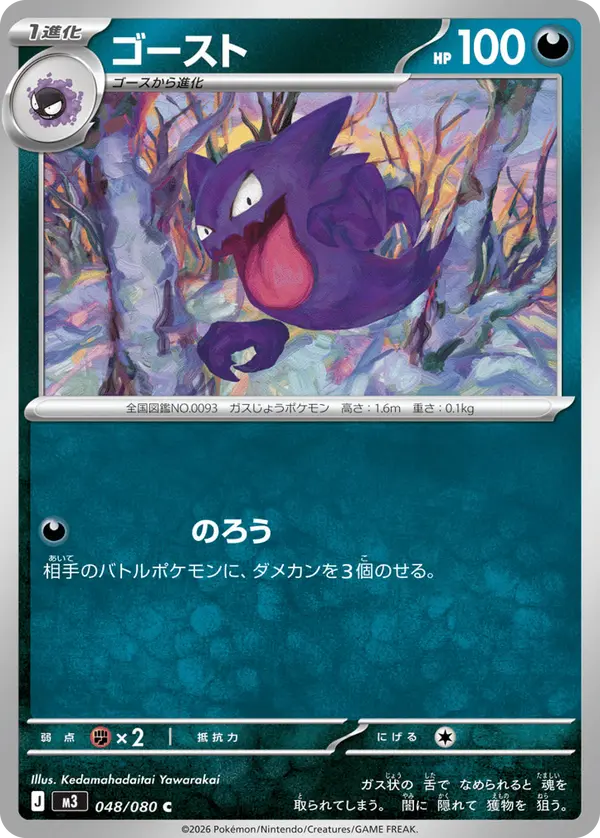 1進化
ゴースト
HP 100
ゴースから進化
全国図鑑NO.0093 ガスじょうポケモン 高さ:1.6m 重さ:0.1kg
のろう
相手のバトルポケモンに、ダメカンを3個のせる。
弱点 ×2 抵抗力 にげる
Illus. Kedamahadaitai Yawarakai
J M3 048/080 C
ガス状の 舌で なめられると 魂を
取られてしまう。 闇に 隠れて 獲物を 狙う。
©2026 Pokémon/Nintendo/Creatures/GAME FREAK.